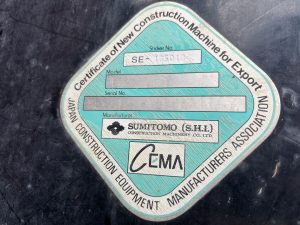 Certificate of New Construction Machine for Export
Sticker No.
SE-
Model
Serial No.
Manufacturer
SUMITOMO (S.H.I.)
CONSTRUCTION MACHINERY CO., LTD.
CEMA
JAPAN CONSTRUCTION EQUIPMENT MANUFACTURERS ASSOCIATION